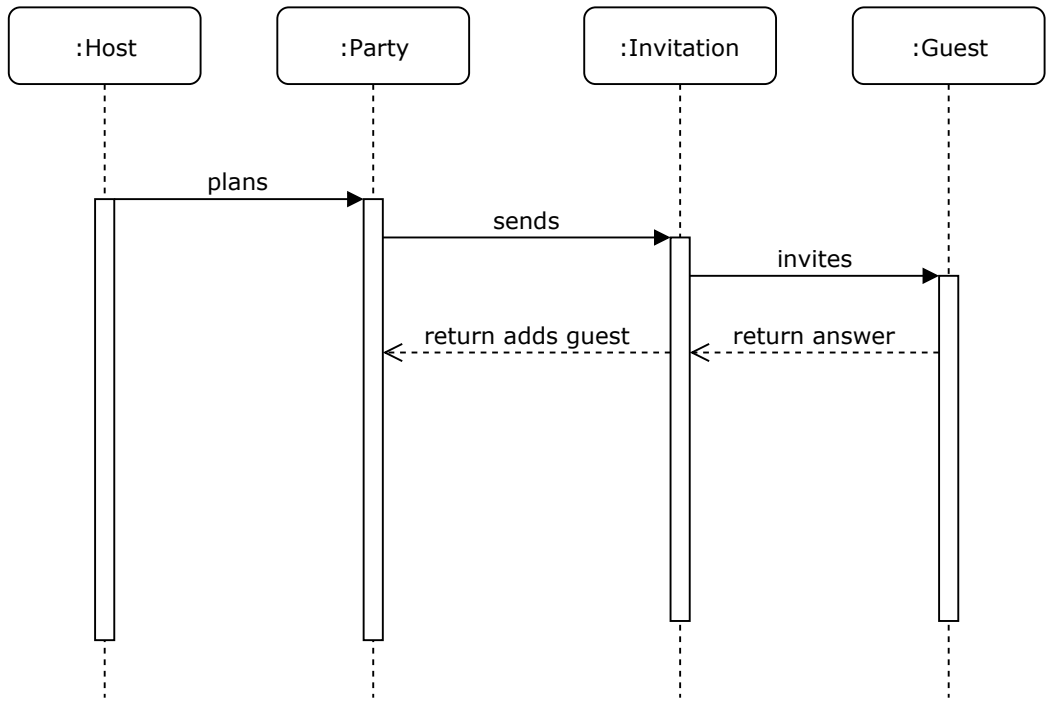 :Host
:Party
:Invitation
:Guest
plans
sends
invites
return adds guest
return answer